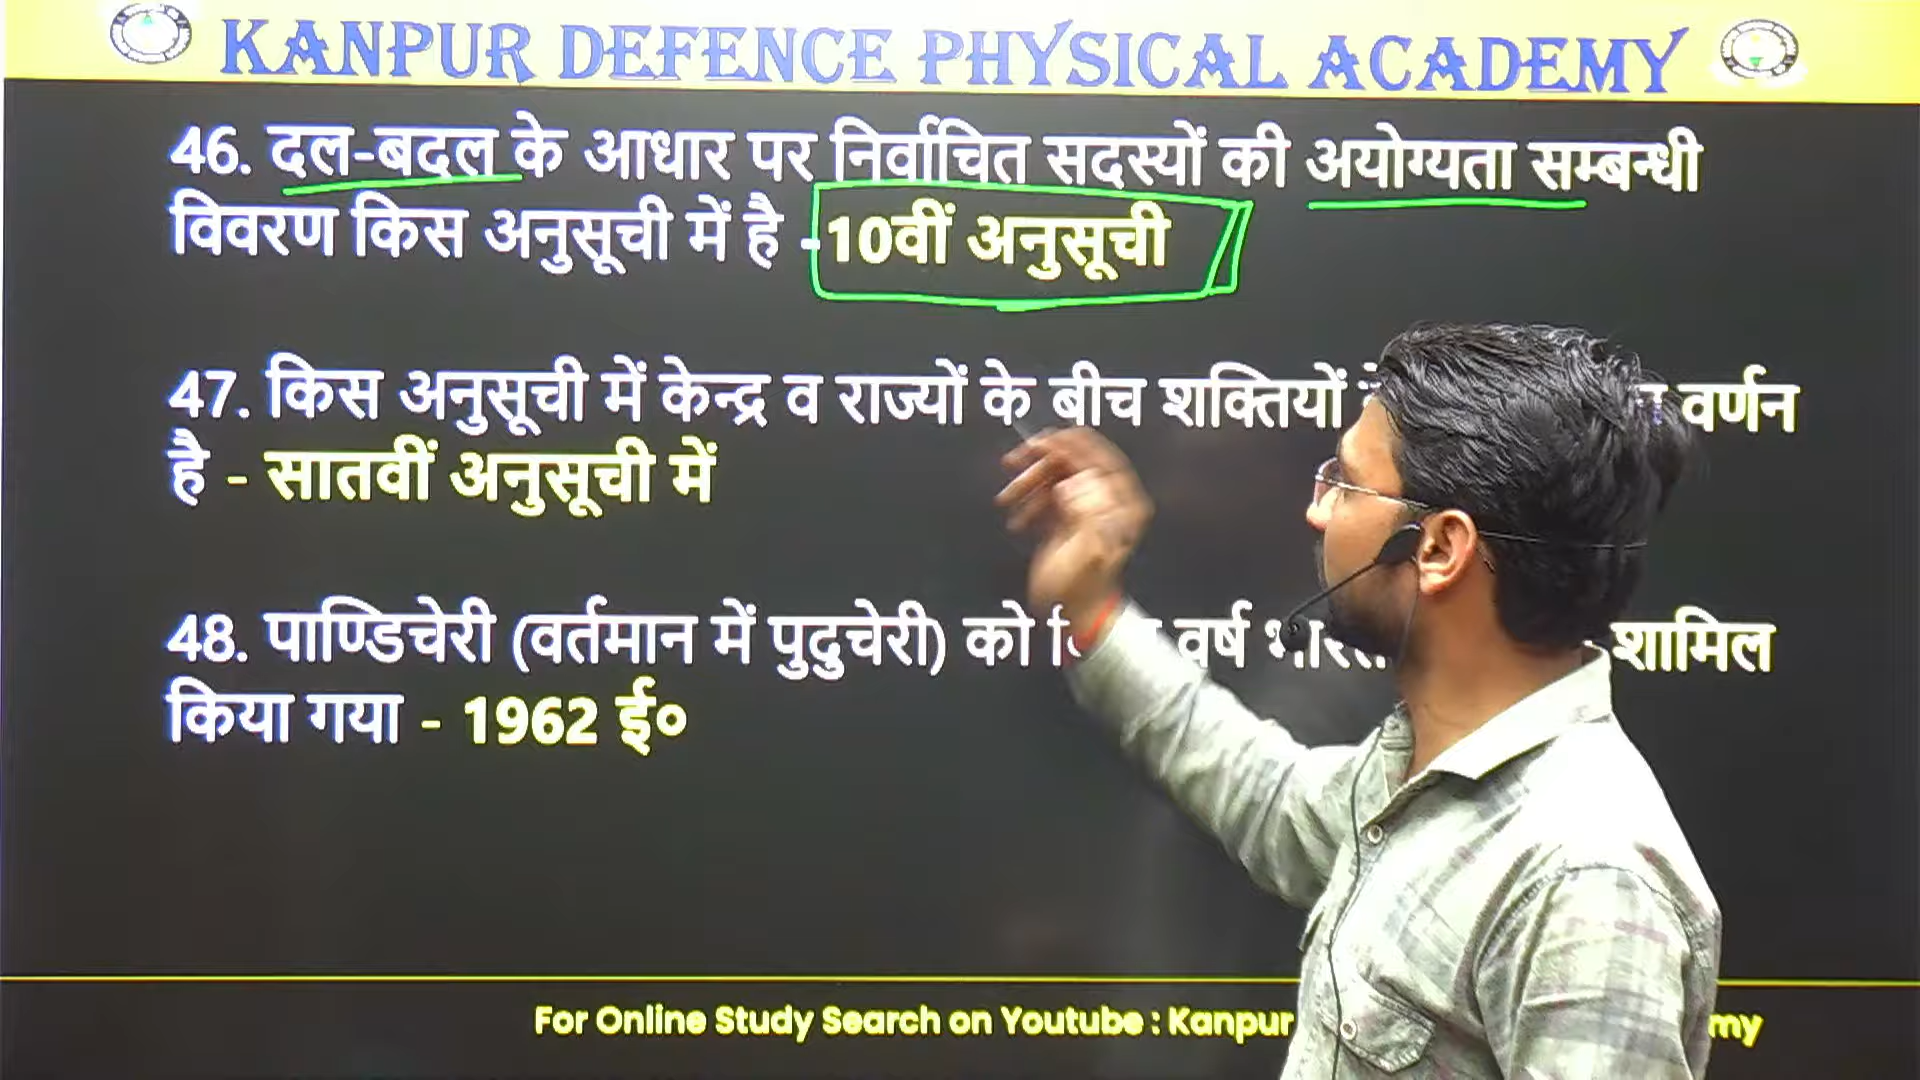 KANPUR DEFENCE PHYSICAL ACADEMY
46. दल-बदल के आधार पर निर्वाचित सदस्यों की अयोग्यता सम्बन्धी
विवरण किस अनुसूची में है - 10वीं अनुसूची
47. किस अनुसूची में केन्द्र व राज्यों के बीच शक्तियों वर्णन
है - सातवीं अनुसूची में
48. पाण्डिचेरी (वर्तमान में पुदुचेरी) को वर्ष शामिल
किया गया - 1962 ई०
For Online Study Search on Youtube : Kanpur